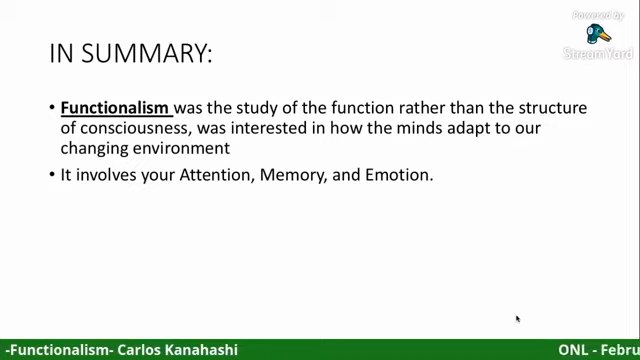 Powered by
StreamYard
IN SUMMARY:
• Functionalism was the study of the function rather than the structure
of consciousness, was interested in how the minds adapt to our
changing environment
• It involves your Attention, Memory, and Emotion.
-Functionalism- Carlos Kanahashi
ONL - Febru